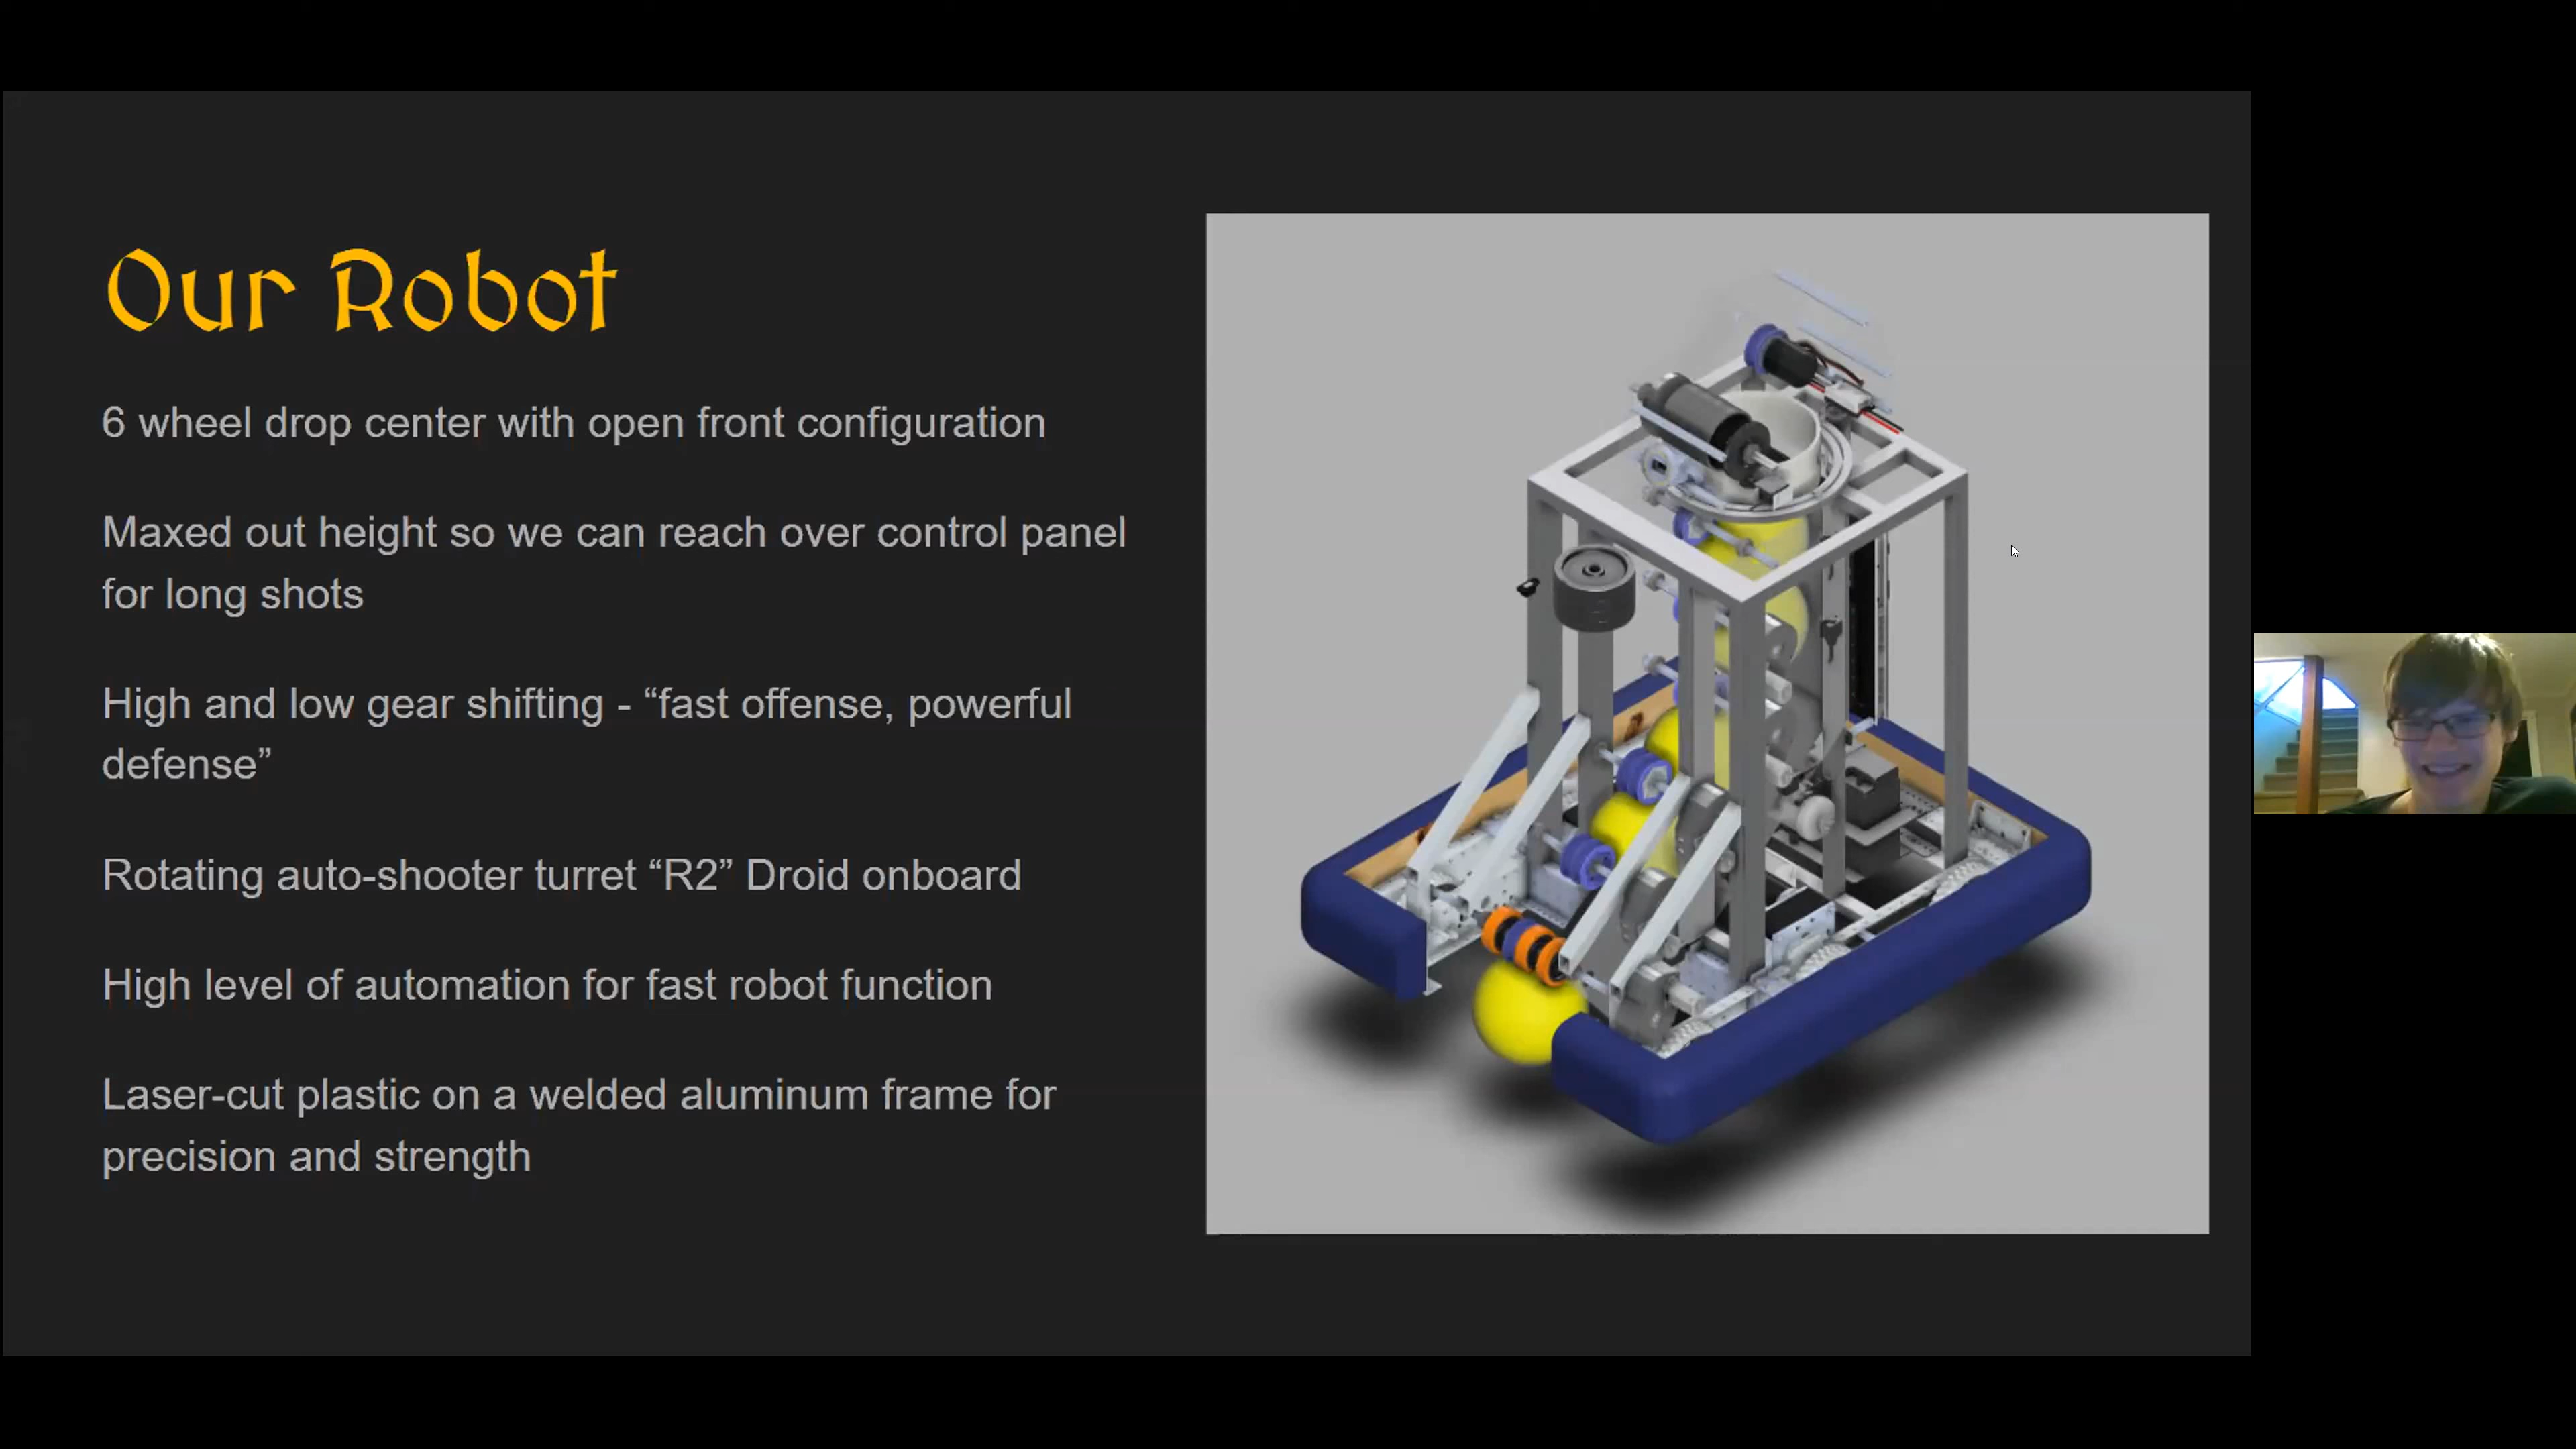 Our Robot
6 wheel drop center with open front configuration
Maxed out height so we can reach over control panel
for long shots
High and low gear shifting - “fast offense, powerful
defense”
Rotating auto-shooter turret “R2” Droid onboard
High level of automation for fast robot function
Laser-cut plastic on a welded aluminum frame for
precision and strength